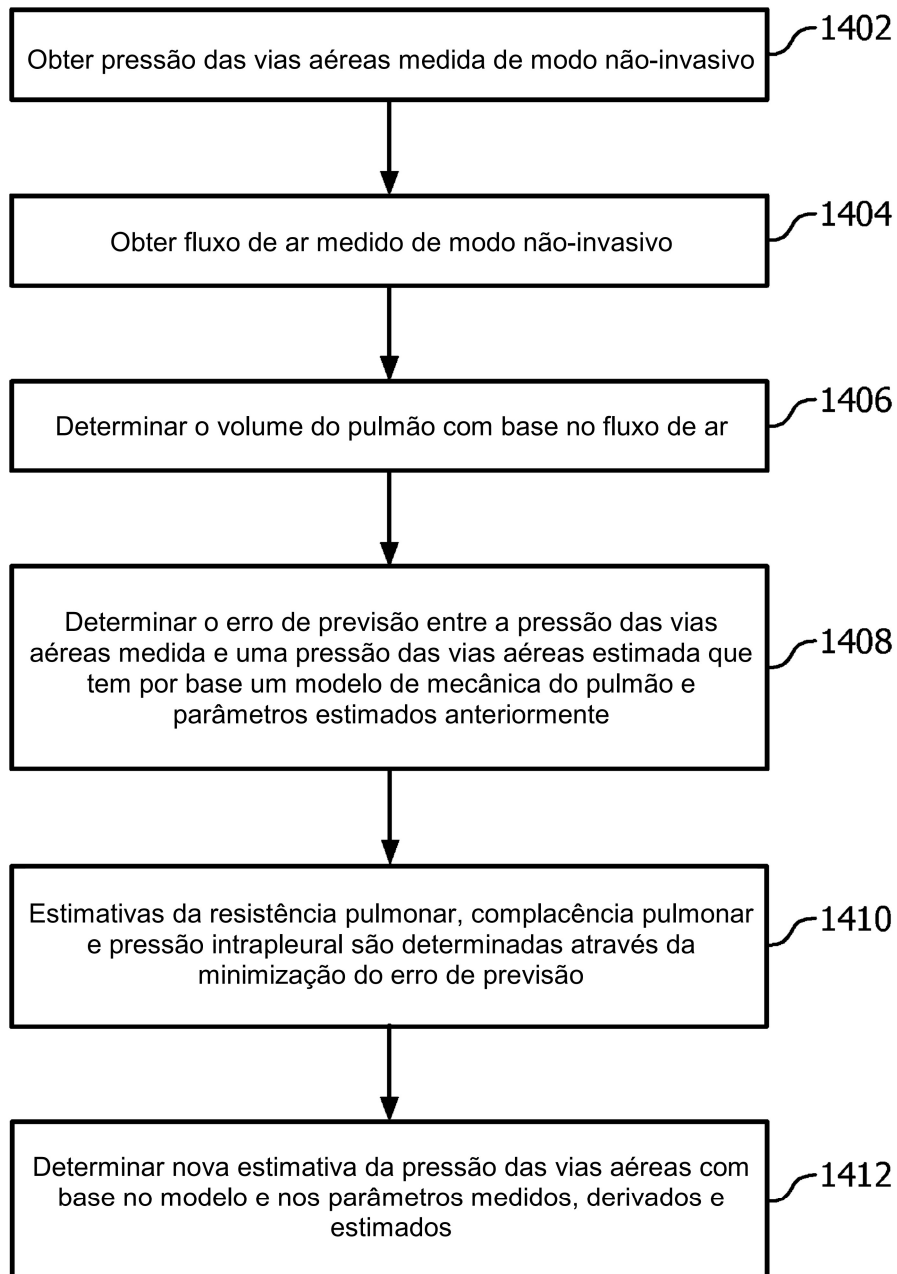 1402
Obter pressão das vias aéreas medida de modo não-invasivo
1404
Obter fluxo de ar medido de modo não-invasivo
1406
Determinar o volume do pulmão com base no fluxo de ar
1408
Determinar o erro de previsão entre a pressão das vias
aéreas medida e uma pressão das vias aéreas estimada que
tem por base um modelo de mecânica do pulmão e
parâmetros estimados anteriormente
1410
Estimativas da resistência pulmonar, complacência pulmonar
e pressão intrapleural são determinadas através da
minimização do erro de previsão
1412
Determinar nova estimativa da pressão das vias aéreas com
base no modelo e nos parâmetros medidos, derivados e
estimados